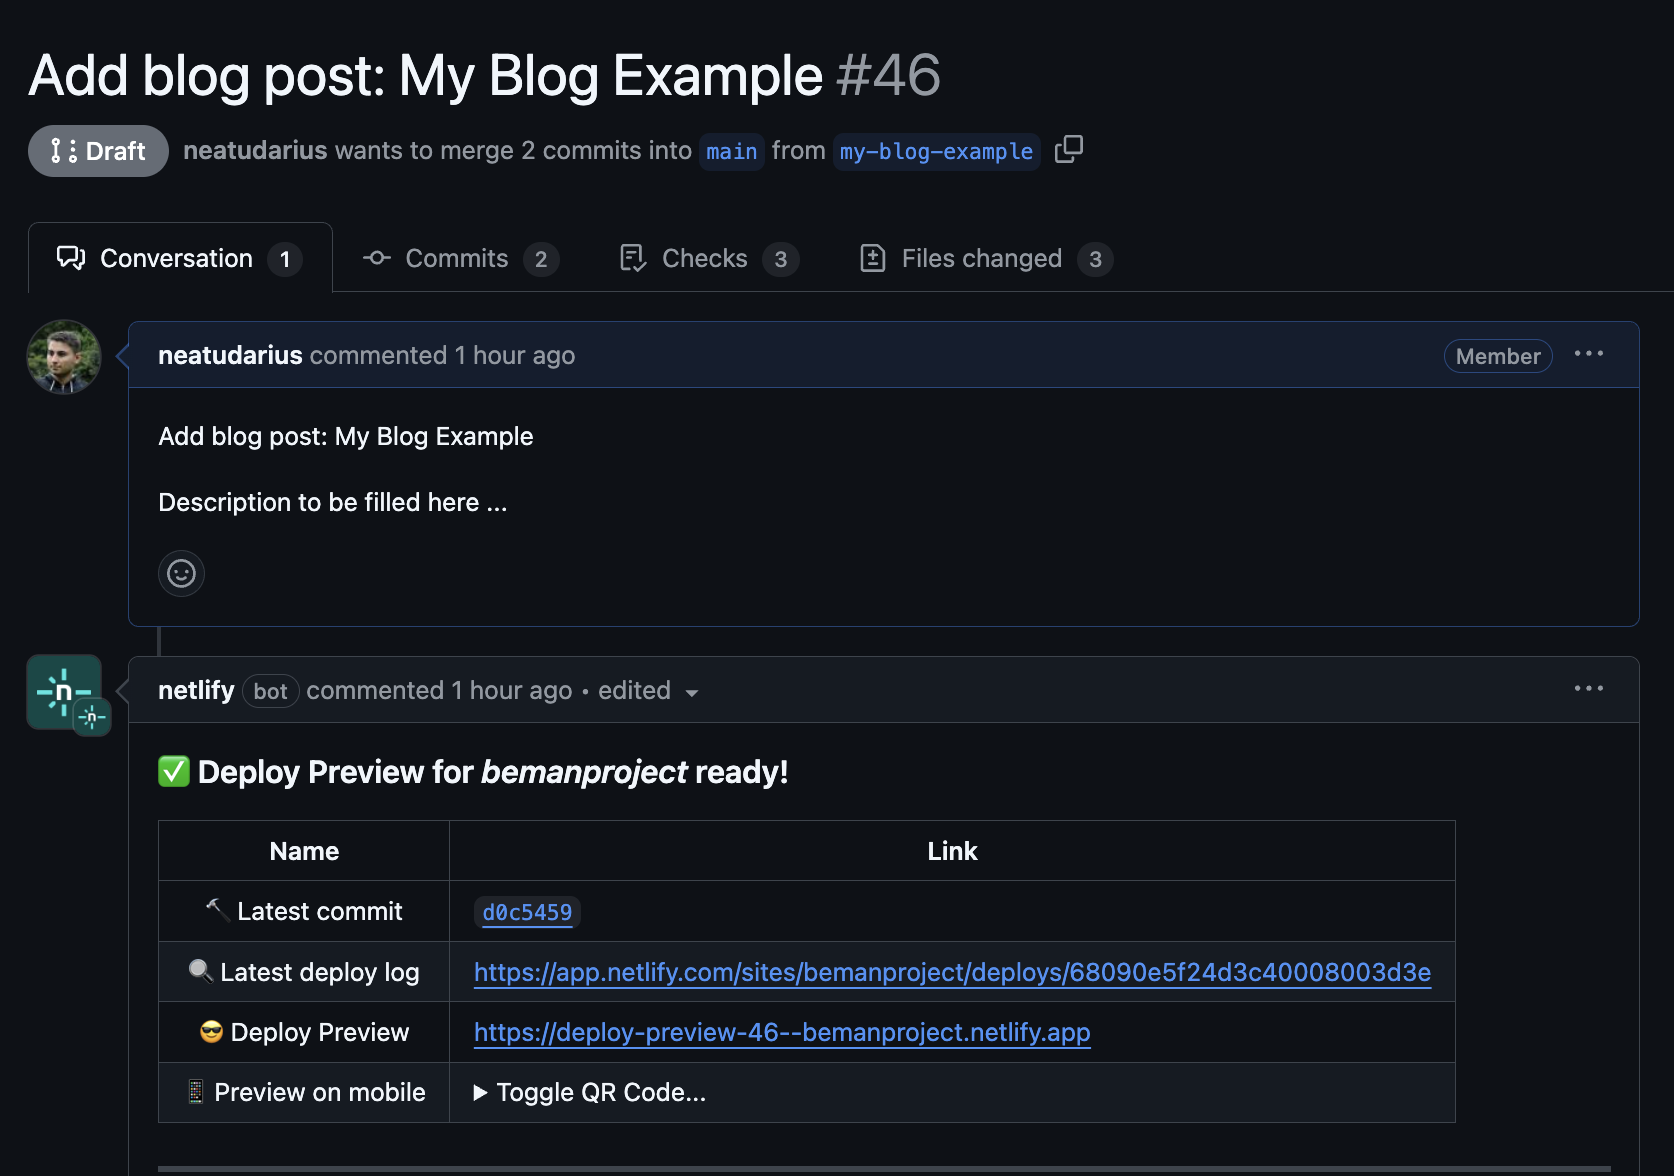 Add blog post: My Blog Example #46
Draft neatudarius wants to merge 2 commits into main from my-blog-example
Conversation 1 Commits 2 Checks 3 Files changed 3
neatudarius commented 1 hour ago Member ...
Add blog post: My Blog Example
Description to be filled here ...
n
n
netlify bot commented 1 hour ago • edited ...
✅ Deploy Preview for bemanproject ready!
Name Link
🔨 Latest commit d0c5459
🔍 Latest deploy log https://app.netlify.com/sites/bemanproject/deploys/68090e5f24d3c40008003d3e
😎 Deploy Preview https://deploy-preview-46--bemanproject.netlify.app
📱 Preview on mobile ▶ Toggle QR Code...